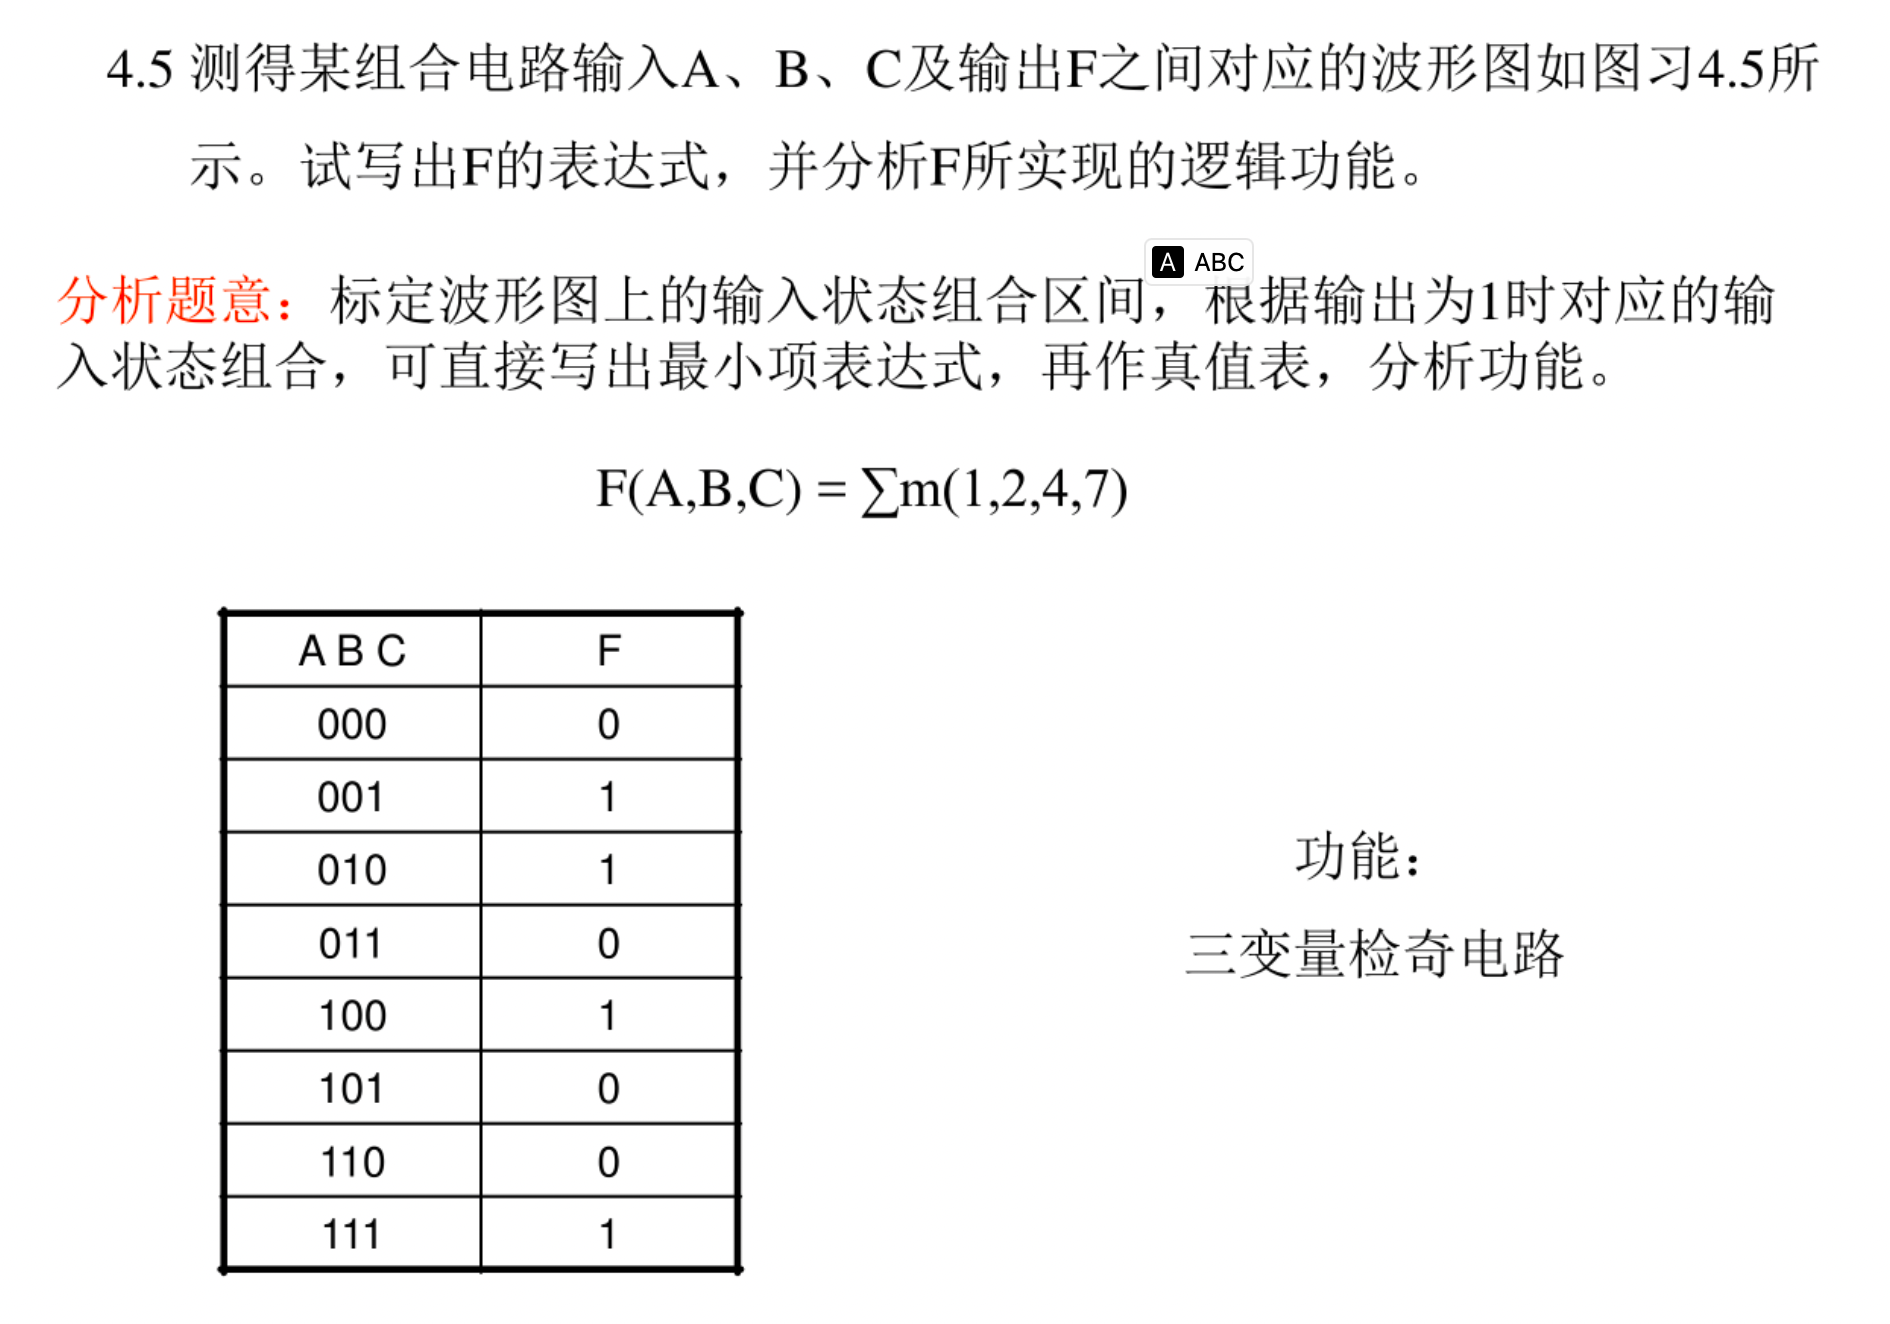 4.5 测得某组合电路输入A、B、C及输出F之间对应的波形图如图习4.5所
示。试写出F的表达式，并分析F所实现的逻辑功能。
A ABC
分析题意：标定波形图上的输入状态组合区间，根据输出为1时对应的输
入状态组合，可直接写出最小项表达式，再作真值表，分析功能。
F(A,B,C) = ∑m(1,2,4,7)
A B C F
000 0
001 1
010 1
011 0
100 1
101 0
110 0
111 1
功能：
三变量检奇电路